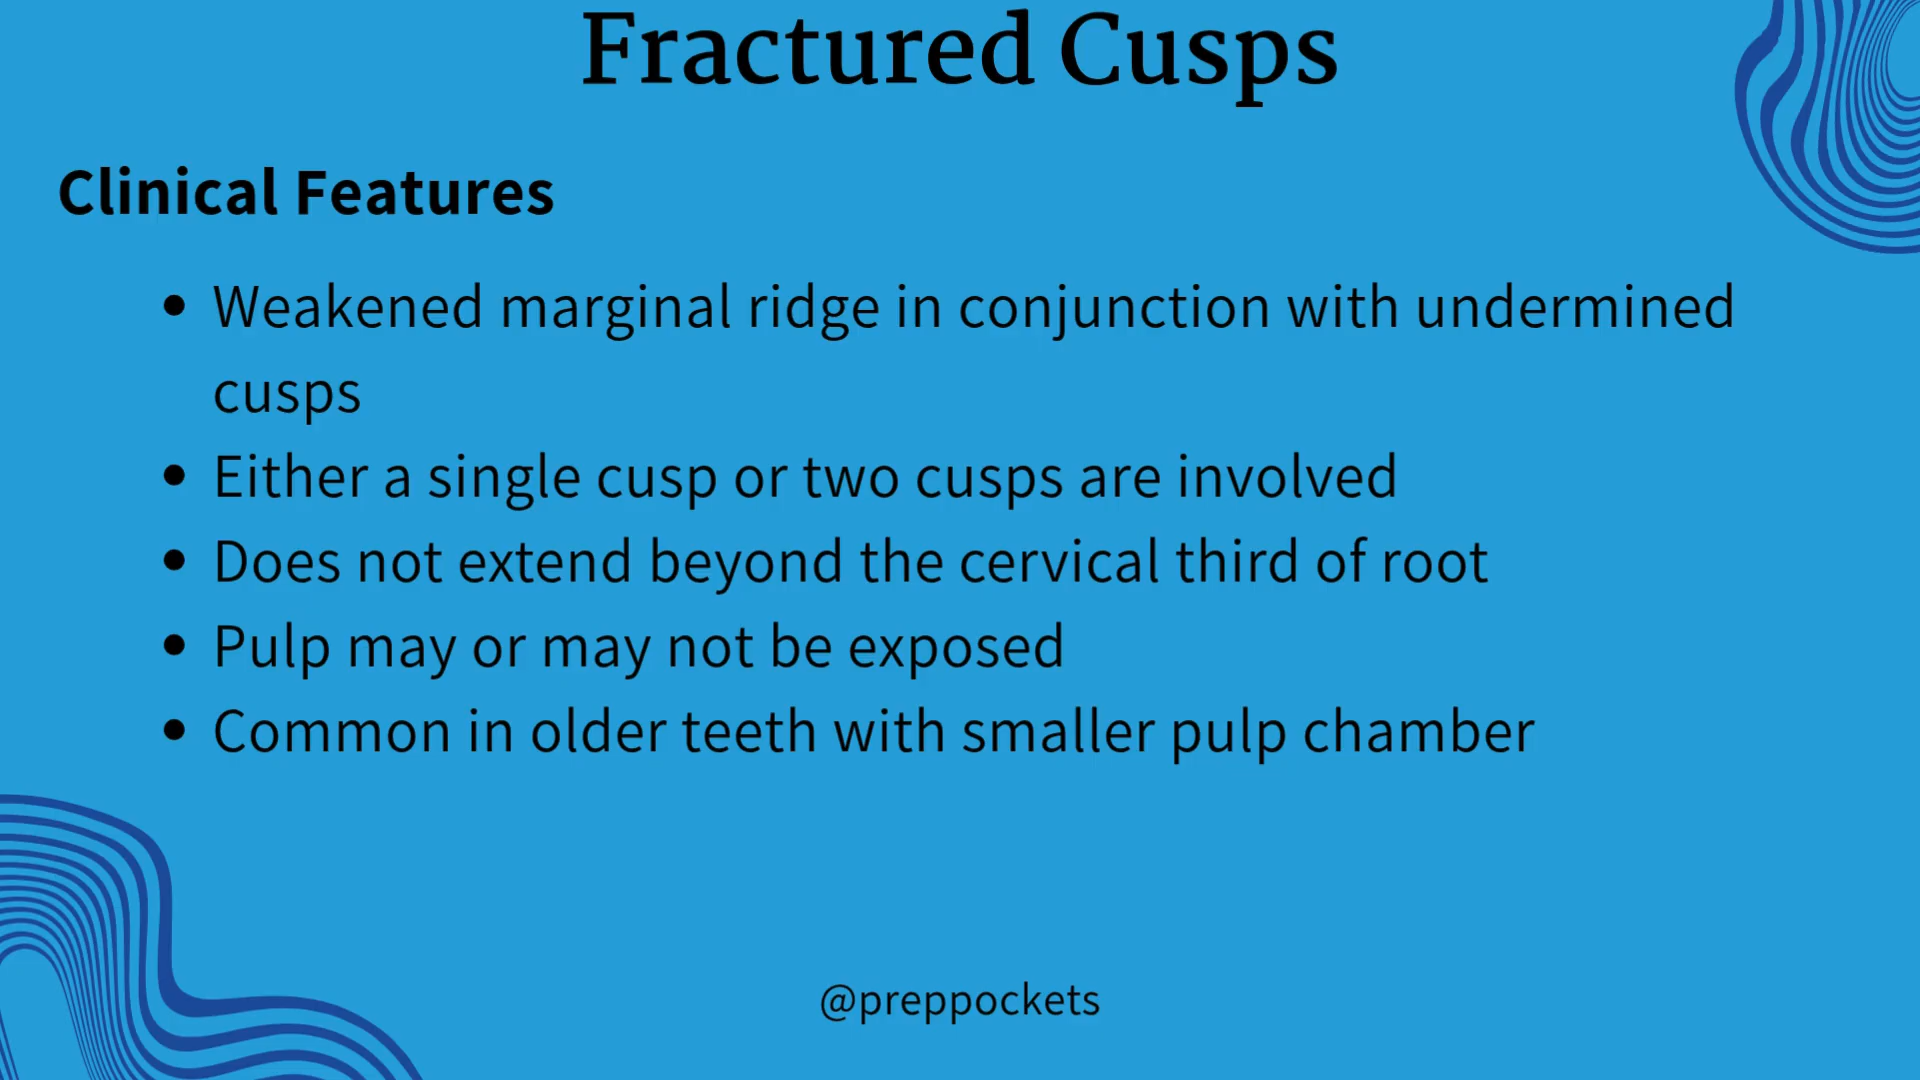 Fractured Cusps
Clinical Features
• Weakened marginal ridge in conjunction with undermined
cusps
• Either a single cusp or two cusps are involved
• Does not extend beyond the cervical third of root
• Pulp may or may not be exposed
• Common in older teeth with smaller pulp chamber
@preppockets